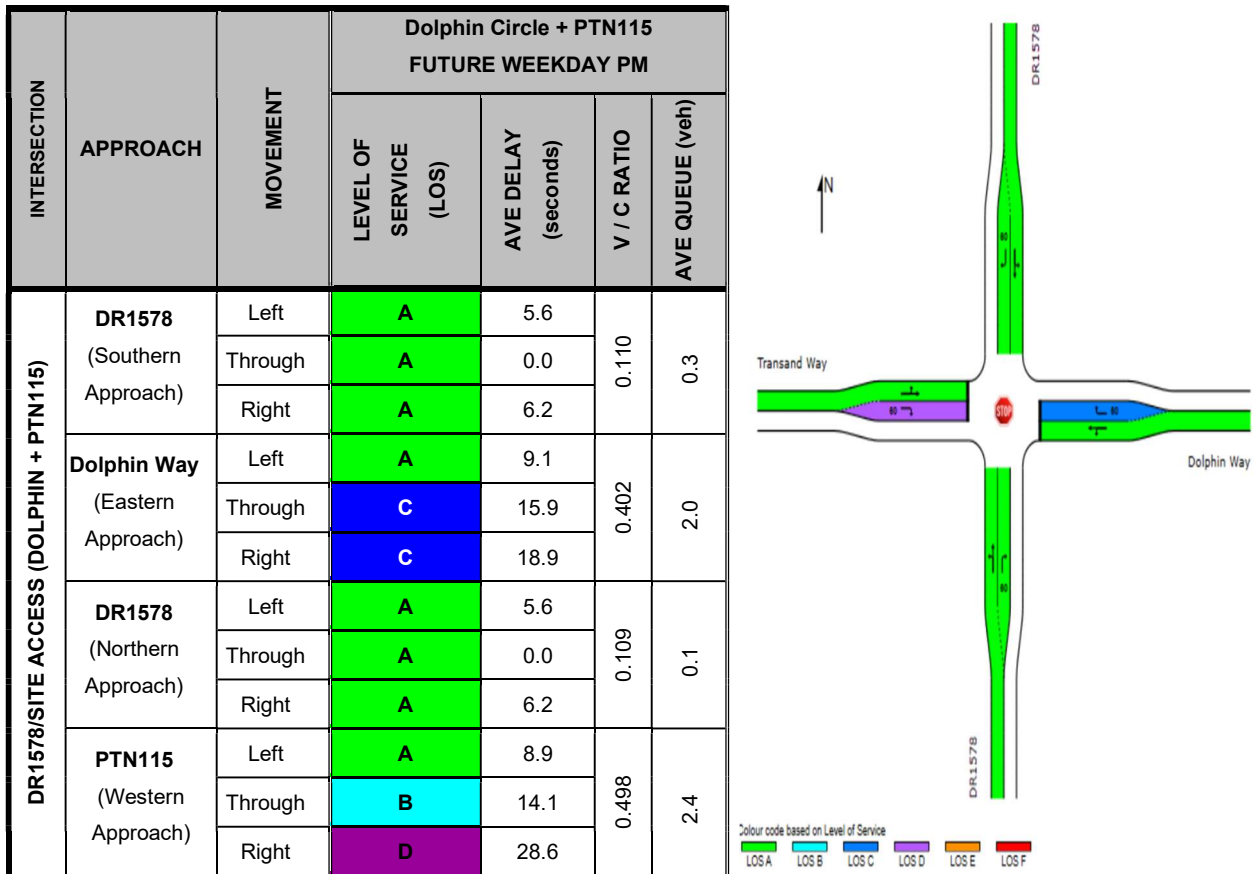 INTERSECTION
APPROACH
MOVEMENT
Dolphin Circle + PTN115
FUTURE WEEKDAY PM
LEVEL OF
SERVICE
(LOS)
AVE DELAY
(seconds)
V / C RATIO
AVE QUEUE (veh)
DR1578/SITE ACCESS (DOLPHIN + PTN115)
DR1578
(Southern
Approach)
Left A 5.6
Through A 0.0
Right A 6.2
0.110
0.3
Dolphin Way
(Eastern
Approach)
Left A 9.1
Through C 15.9
Right C 18.9
0.402
2.0
DR1578
(Northern
Approach)
Left A 5.6
Through A 0.0
Right A 6.2
0.109
0.1
PTN115
(Western
Approach)
Left A 8.9
Through B 14.1
Right D 28.6
0.498
2.4
DR1578
N
60
Transand Way
60
STOP
60
Dolphin Way
60
DR1578
Colour code based on Level of Service
LOS A LOS B LOS C LOS D LOS E LOS F